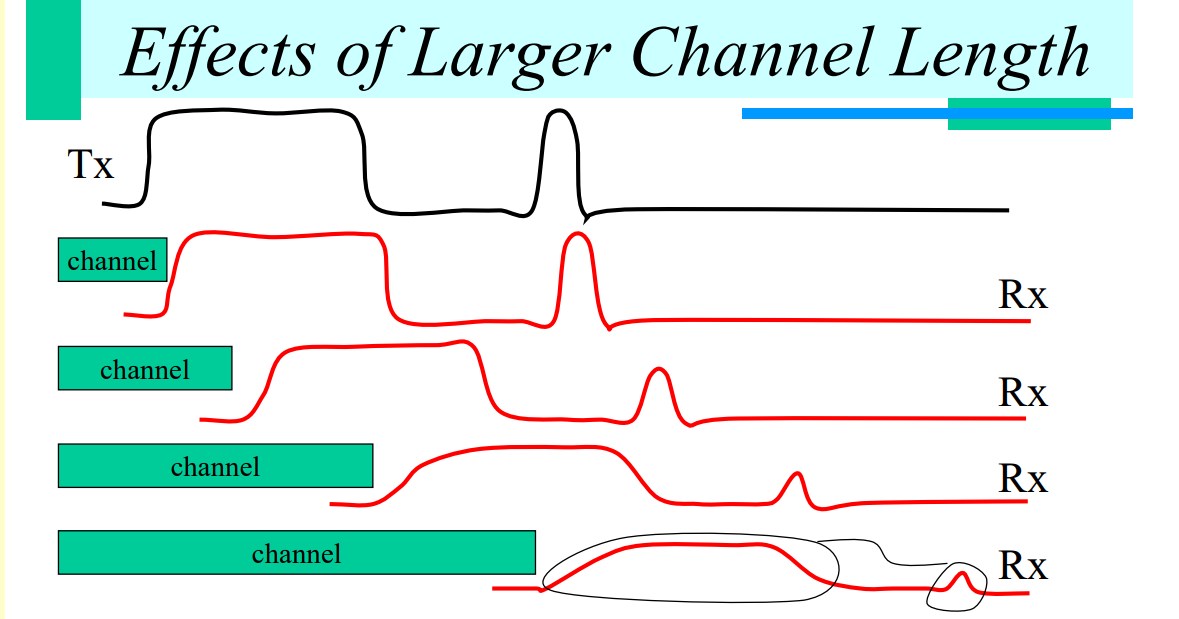 Effects of Larger Channel Length
Tx
channel
Rx
channel
Rx
channel
Rx
channel
Rx